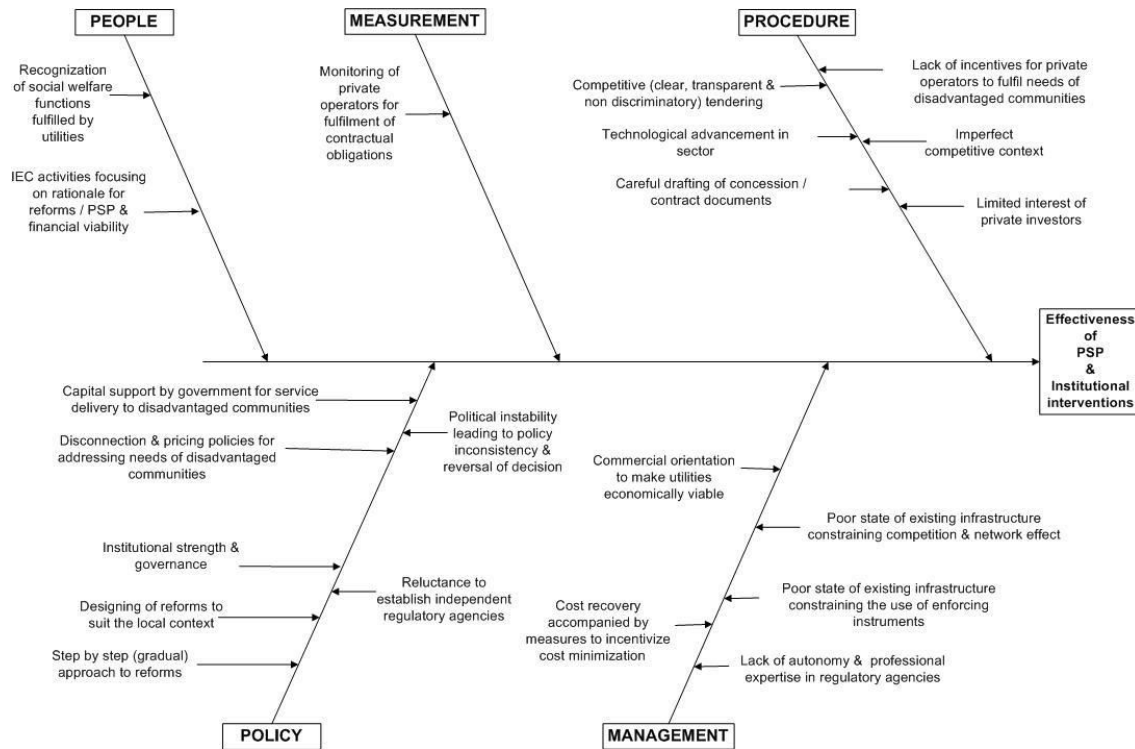 PEOPLE
MEASUREMENT
PROCEDURE
Recognization
of social welfare
functions
fulfilled by
utilities
IEC activities focusing
on rationale for
reforms / PSP &
financial viability
Monitoring of
private
operators for
fulfilment of
contractual
obligations
Competitive (clear, transparent &
non discriminatory) tendering
Technological advancement in
sector
Careful drafting of concession /
contract documents
Lack of incentives for private
operators to fulfil needs of
disadvantaged communities
Imperfect
competitive context
Limited interest of
private investors
Effectiveness
of
PSP
&
Institutional
interventions
Capital support by government for service
delivery to disadvantaged communities
Disconnection & pricing policies for
addressing needs of disadvantaged
communities
Institutional strength &
governance
Designing of reforms to
suit the local context
Step by step (gradual)
approach to reforms
Political instability
leading to policy
inconsistency &
reversal of decision
Reluctance to
establish independent
regulatory agencies
Commercial orientation
to make utilities
economically viable
Cost recovery
accompanied by
measures to incentivize
cost minimization
Poor state of existing infrastructure
constraining competition & network effect
Poor state of existing infrastructure
constraining the use of enforcing
instruments
Lack of autonomy & professional
expertise in regulatory agencies
POLICY
MANAGEMENT